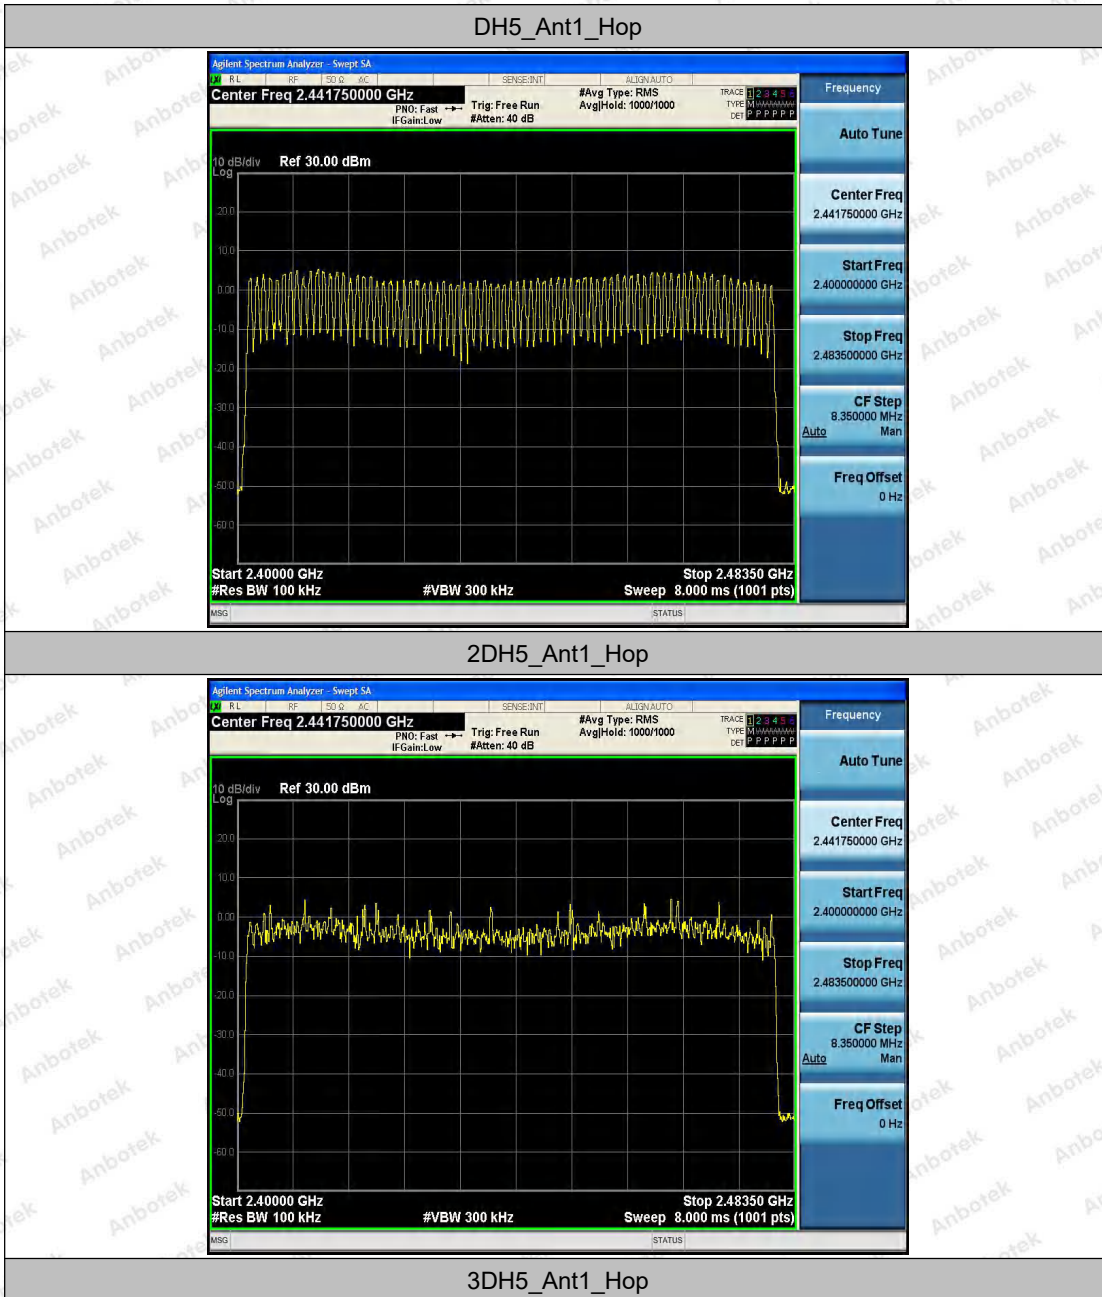 DH5_Ant1_Hop
Agilent Spectrum Analyzer - Swept SA
RL RF 50 Ω AC SENSE:INT ALIGNAUTO
Center Freq 2.441750000 GHz
PNO: Fast
IFGain:Low
Trig: Free Run
#Atten: 40 dB
#Avg Type: RMS
Avg|Hold: 1000/1000
TRACE 1 2 3 4 5 6
TYPE M
DET P P P P P P
10 dB/div Ref 30.00 dBm
Log
20.0
10.0
0.00
-10.0
-20.0
-30.0
-40.0
-50.0
-60.0
Start 2.40000 GHz Stop 2.48350 GHz
#Res BW 100 kHz #VBW 300 kHz Sweep 8.000 ms (1001 pts)
MSG STATUS
Frequency
Auto Tune
Center Freq
2.441750000 GHz
Start Freq
2.400000000 GHz
Stop Freq
2.483500000 GHz
CF Step
8.350000 MHz
Auto Man
Freq Offset
0 Hz
2DH5_Ant1_Hop
Agilent Spectrum Analyzer - Swept SA
RL RF 50 Ω AC SENSE:INT ALIGNAUTO
Center Freq 2.441750000 GHz
PNO: Fast
IFGain:Low
Trig: Free Run
#Atten: 40 dB
#Avg Type: RMS
Avg|Hold: 1000/1000
TRACE 1 2 3 4 5 6
TYPE M
DET P P P P P P
10 dB/div Ref 30.00 dBm
Log
20.0
10.0
0.00
-10.0
-20.0
-30.0
-40.0
-50.0
-60.0
Start 2.40000 GHz Stop 2.48350 GHz
#Res BW 100 kHz #VBW 300 kHz Sweep 8.000 ms (1001 pts)
MSG STATUS
Frequency
Auto Tune
Center Freq
2.441750000 GHz
Start Freq
2.400000000 GHz
Stop Freq
2.483500000 GHz
CF Step
8.350000 MHz
Auto Man
Freq Offset
0 Hz
3DH5_Ant1_Hop
Anbotek